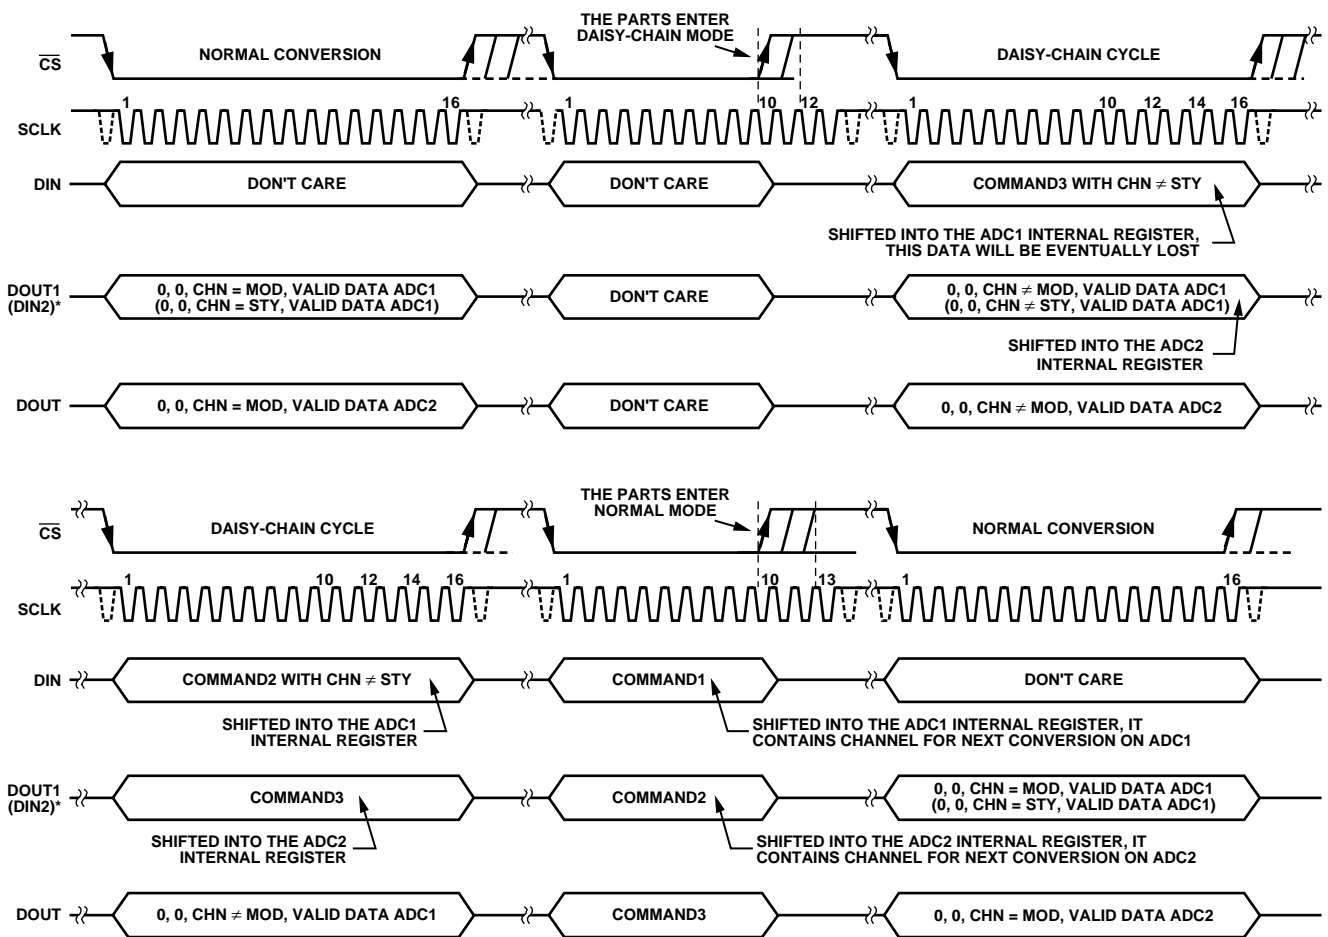 THE PARTS ENTER
DAISY-CHAIN MODE
CS
NORMAL CONVERSION
DAISY-CHAIN CYCLE
SCLK
1
16
1
10
12
1
10
12
14
16
DIN
DON'T CARE
DON'T CARE
COMMAND3 WITH CHN ≠ STY
SHIFTED INTO THE ADC1 INTERNAL REGISTER,
THIS DATA WILL BE EVENTUALLY LOST
DOUT1
(DIN2)*
0, 0, CHN = MOD, VALID DATA ADC1
(0, 0, CHN = STY, VALID DATA ADC1)
DON'T CARE
0, 0, CHN ≠ MOD, VALID DATA ADC1
(0, 0, CHN ≠ STY, VALID DATA ADC1)
SHIFTED INTO THE ADC2
INTERNAL REGISTER
DOUT
0, 0, CHN = MOD, VALID DATA ADC2
DON'T CARE
0, 0, CHN ≠ MOD, VALID DATA ADC2
THE PARTS ENTER
NORMAL MODE
CS
DAISY-CHAIN CYCLE
NORMAL CONVERSION
SCLK
1
10
12
14
16
1
10
13
1
16
DIN
COMMAND2 WITH CHN ≠ STY
COMMAND1
DON'T CARE
SHIFTED INTO THE ADC1
INTERNAL REGISTER
SHIFTED INTO THE ADC1 INTERNAL REGISTER, IT
CONTAINS CHANNEL FOR NEXT CONVERSION ON ADC1
DOUT1
(DIN2)*
COMMAND3
COMMAND2
0, 0, CHN = MOD, VALID DATA ADC1
(0, 0, CHN = STY, VALID DATA ADC1)
SHIFTED INTO THE ADC2
INTERNAL REGISTER
SHIFTED INTO THE ADC2 INTERNAL REGISTER, IT
CONTAINS CHANNEL FOR NEXT CONVERSION ON ADC2
DOUT
0, 0, CHN ≠ MOD, VALID DATA ADC1
COMMAND3
0, 0, CHN = MOD, VALID DATA ADC2